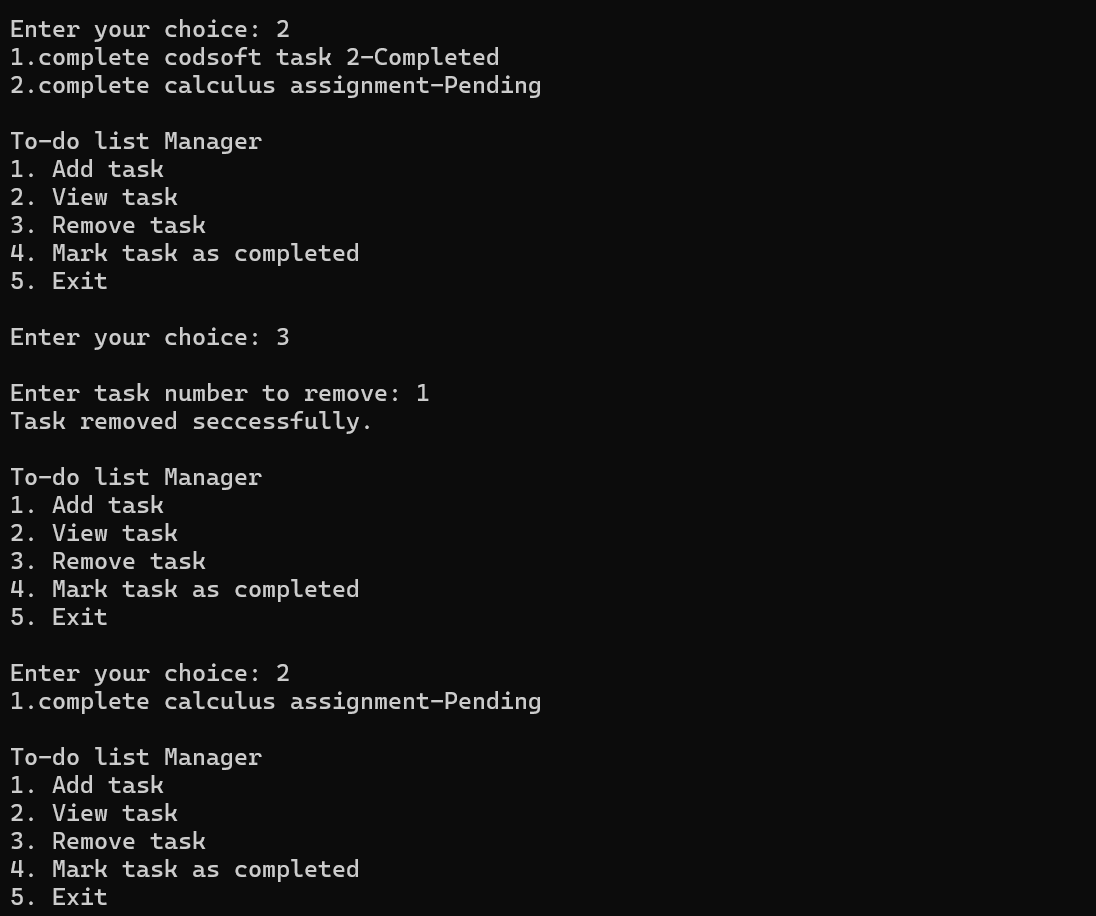 Enter your choice: 2
1.complete codsoft task 2-Completed
2.complete calculus assignment-Pending
To-do list Manager
1. Add task
2. View task
3. Remove task
4. Mark task as completed
5. Exit
Enter your choice: 3
Enter task number to remove: 1
Task removed seccessfully.
To-do list Manager
1. Add task
2. View task
3. Remove task
4. Mark task as completed
5. Exit
Enter your choice: 2
1.complete calculus assignment-Pending
To-do list Manager
1. Add task
2. View task
3. Remove task
4. Mark task as completed
5. Exit